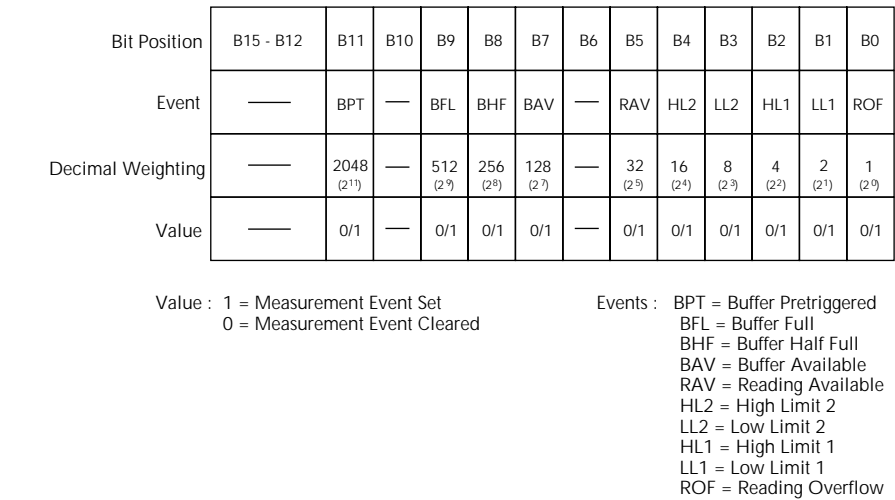 Bit Position B15 - B12 B11 B10 B9 B8 B7 B6 B5 B4 B3 B2 B1 B0
Event —— BPT — BFL BHF BAV — RAV HL2 LL2 HL1 LL1 ROF
Decimal Weighting —— 2048 — 512 256 128 — 32 16 8 4 2 1
(2¹¹) (2⁹) (2⁸) (2⁷) (2⁵) (2⁴) (2³) (2²) (2¹) (2⁰)
Value —— 0/1 — 0/1 0/1 0/1 — 0/1 0/1 0/1 0/1 0/1 0/1
Value : 1 = Measurement Event Set
0 = Measurement Event Cleared
Events : BPT = Buffer Pretriggered
BFL = Buffer Full
BHF = Buffer Half Full
BAV = Buffer Available
RAV = Reading Available
HL2 = High Limit 2
LL2 = Low Limit 2
HL1 = High Limit 1
LL1 = Low Limit 1
ROF = Reading Overflow